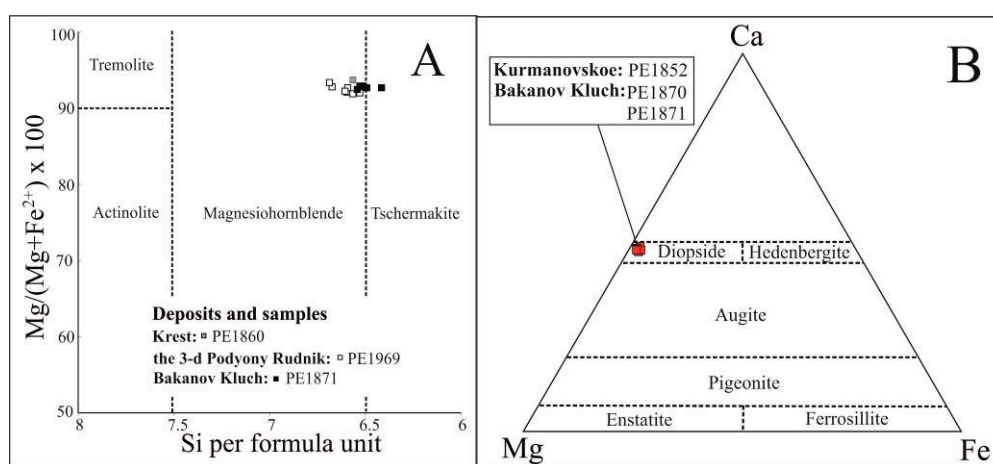 A
100
Tremolite
90
80
Actinolite
Magnesiohornblende
Tschermakite
70
60
50
Mg/(Mg+Fe²⁺) x 100
Deposits and samples
Krest: PE1860
the 3-d Podyony Rudnik: PE1969
Bakanov Kluch: PE1871
8
7.5
7
6.5
6
Si per formula unit
B
Ca
Kurmanovskoe: PE1852
Bakanov Kluch: PE1870
PE1871
Diopside
Hedenbergite
Augite
Pigeonite
Enstatite
Ferrosillite
Mg
Fe